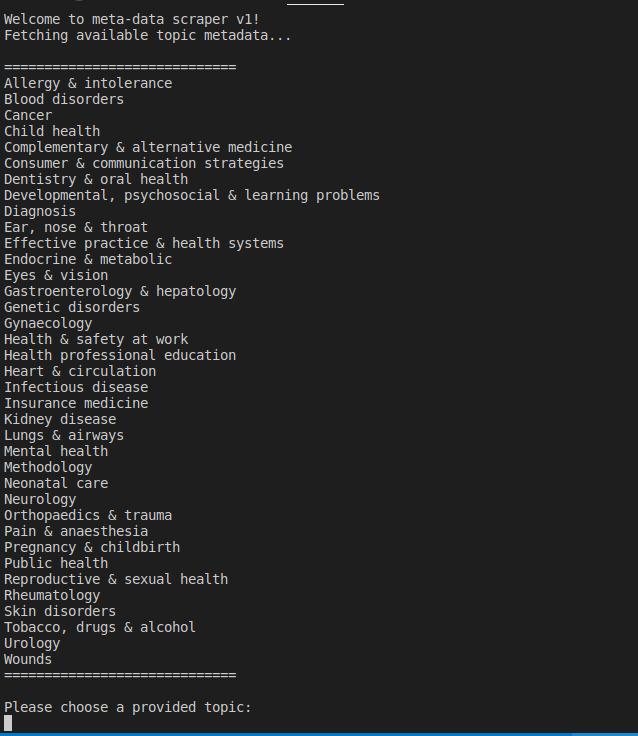 Welcome to meta-data scraper v1!
Fetching available topic metadata...
=============================
Allergy & intolerance
Blood disorders
Cancer
Child health
Complementary & alternative medicine
Consumer & communication strategies
Dentistry & oral health
Developmental, psychosocial & learning problems
Diagnosis
Ear, nose & throat
Effective practice & health systems
Endocrine & metabolic
Eyes & vision
Gastroenterology & hepatology
Genetic disorders
Gynaecology
Health & safety at work
Health professional education
Heart & circulation
Infectious disease
Insurance medicine
Kidney disease
Lungs & airways
Mental health
Methodology
Neonatal care
Neurology
Orthopaedics & trauma
Pain & anaesthesia
Pregnancy & childbirth
Public health
Reproductive & sexual health
Rheumatology
Skin disorders
Tobacco, drugs & alcohol
Urology
Wounds
=============================
Please choose a provided topic: